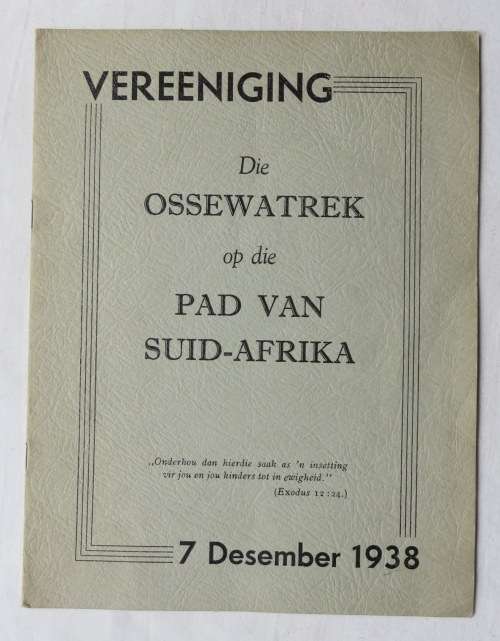 VEREENIGING
Die
OSSEWATREK
op die
PAD VAN
SUID-AFRIKA
„Onderhou dan hierdie saak as 'n insetting
vir jou en jou kinders tot in ewigheid.”
(Exodus 12:24.)
7 Desember 1938